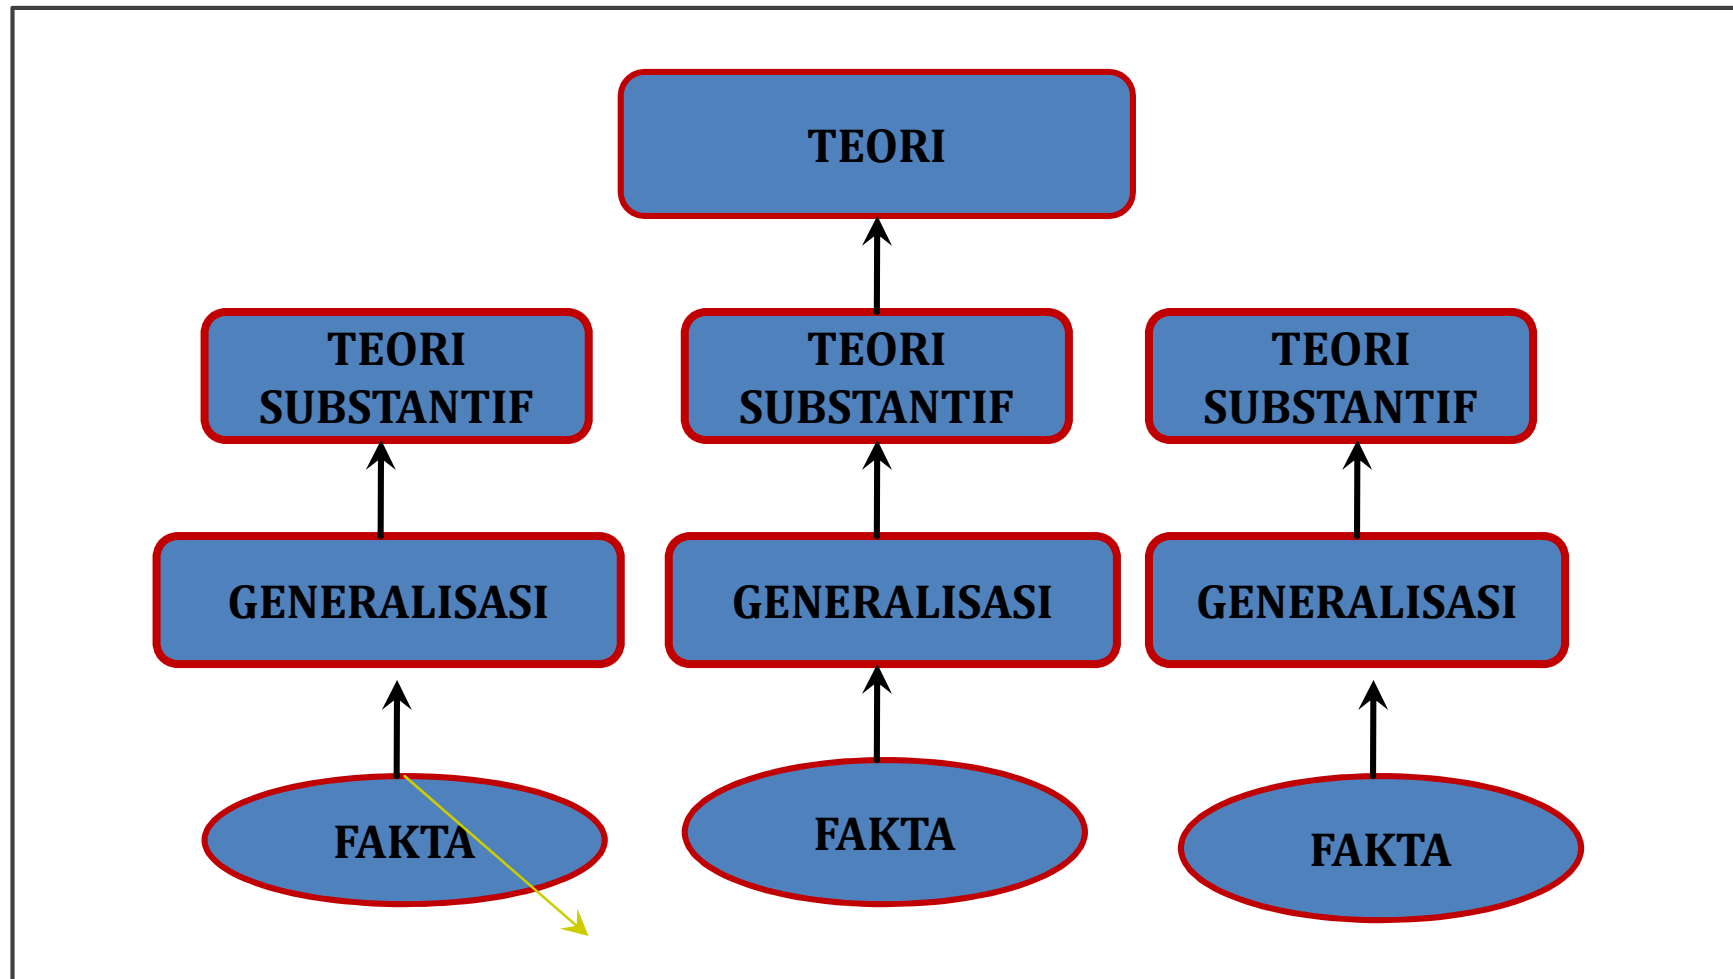 TEORI
TEORI
SUBSTANTIF
TEORI
SUBSTANTIF
TEORI
SUBSTANTIF
GENERALISASI
GENERALISASI
GENERALISASI
FAKTA
FAKTA
FAKTA